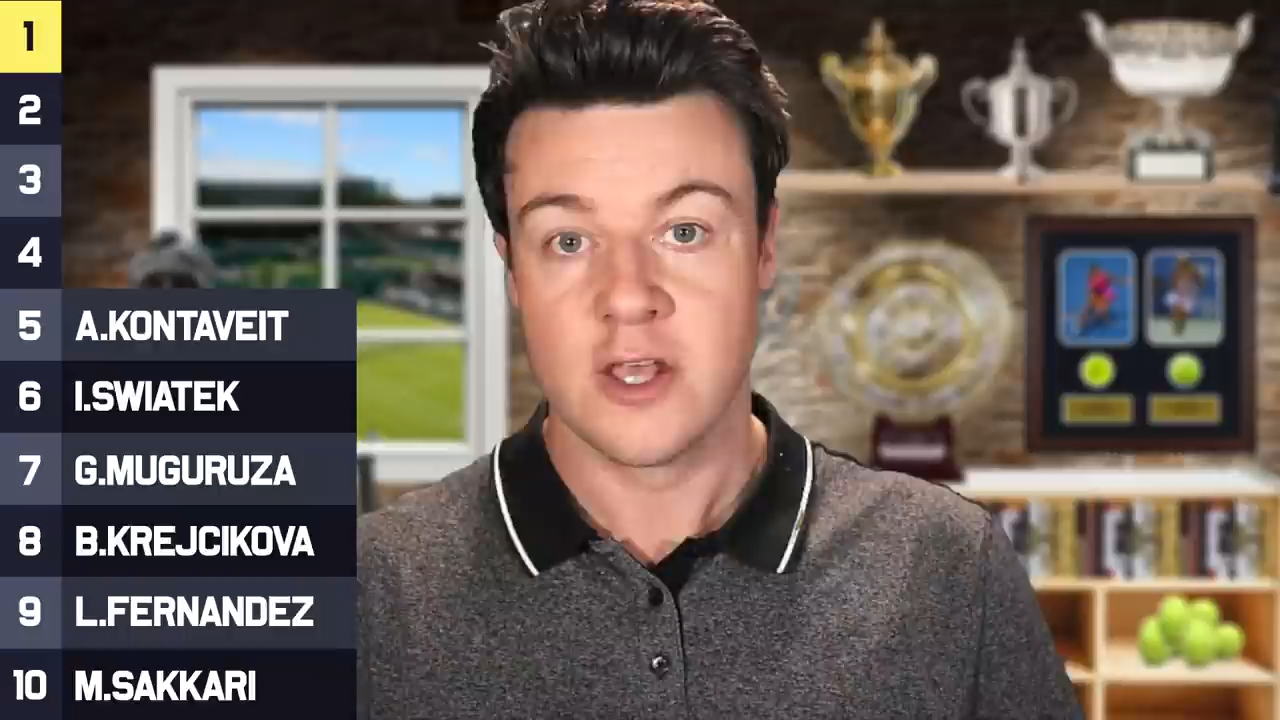 1
2
3
4
5 A.KONTAVEIT
6 I.SWIATEK
7 G.MUGURUZA
8 B.KREJCIKOVA
9 L.FERNANDEZ
10 M.SAKKARI